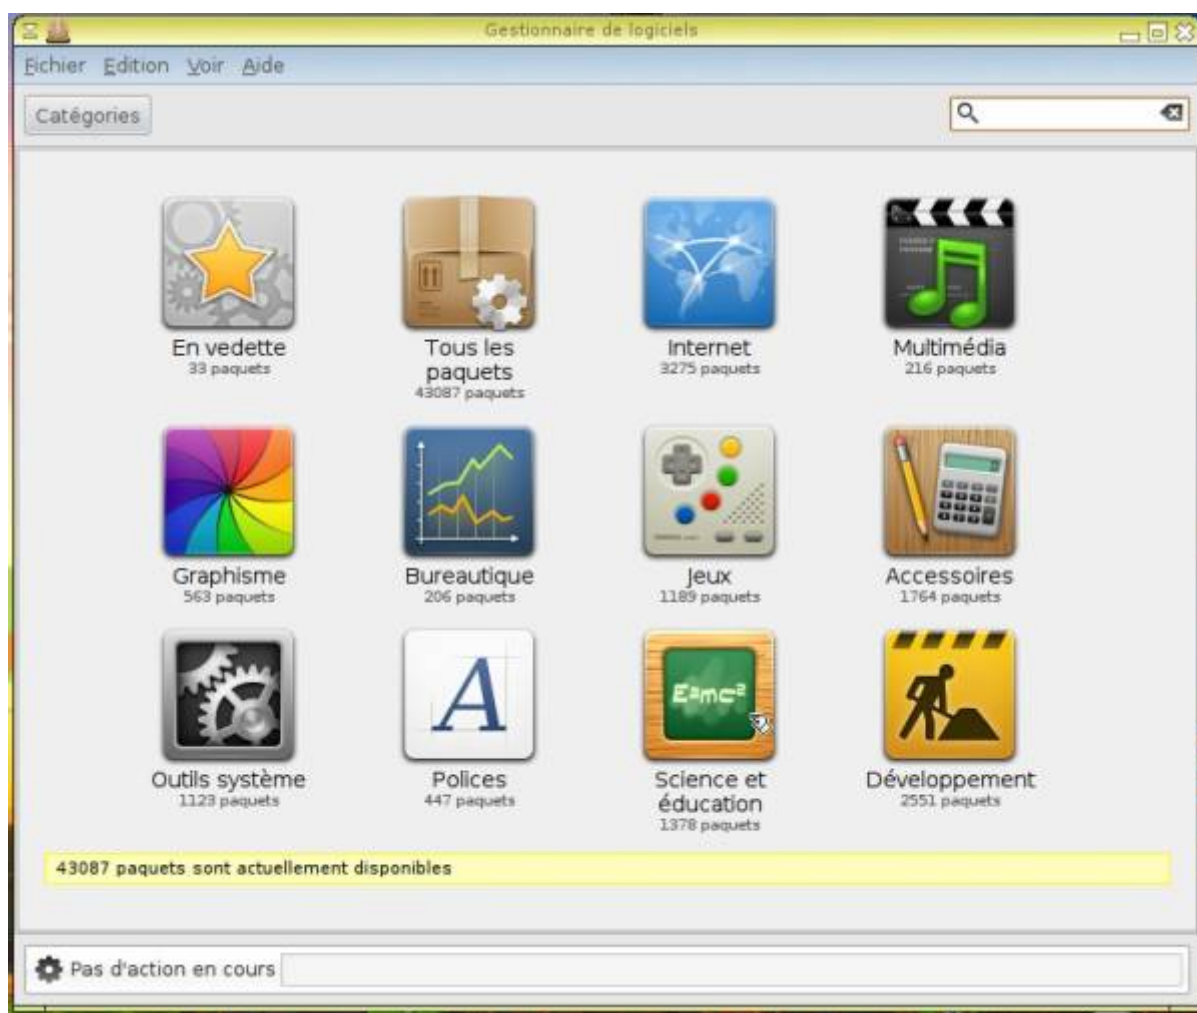 Gestionnaire de logiciels
Fichier Edition Voir Aide
Catégories
En vedette
33 paquets
Tous les
paquets
43087 paquets
Internet
3275 paquets
Multimédia
216 paquets
Graphisme
563 paquets
Bureautique
206 paquets
Jeux
1189 paquets
Accessoires
1764 paquets
Outils système
1123 paquets
Polices
447 paquets
E=mc²
Science et
éducation
1378 paquets
Développement
2551 paquets
A
43087 paquets sont actuellement disponibles
Pas d'action en cours